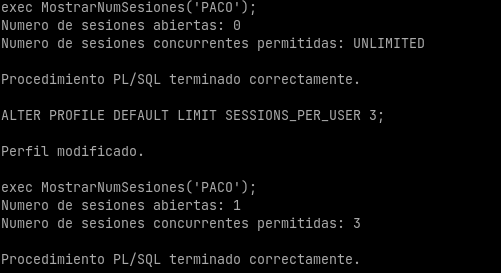 exec MostrarNumSesiones('PACO');
Numero de sesiones abiertas: 0
Numero de sesiones concurrentes permitidas: UNLIMITED
Procedimiento PL/SQL terminado correctamente.
ALTER PROFILE DEFAULT LIMIT SESSIONS_PER_USER 3;
Perfil modificado.
exec MostrarNumSesiones('PACO');
Numero de sesiones abiertas: 1
Numero de sesiones concurrentes permitidas: 3
Procedimiento PL/SQL terminado correctamente.